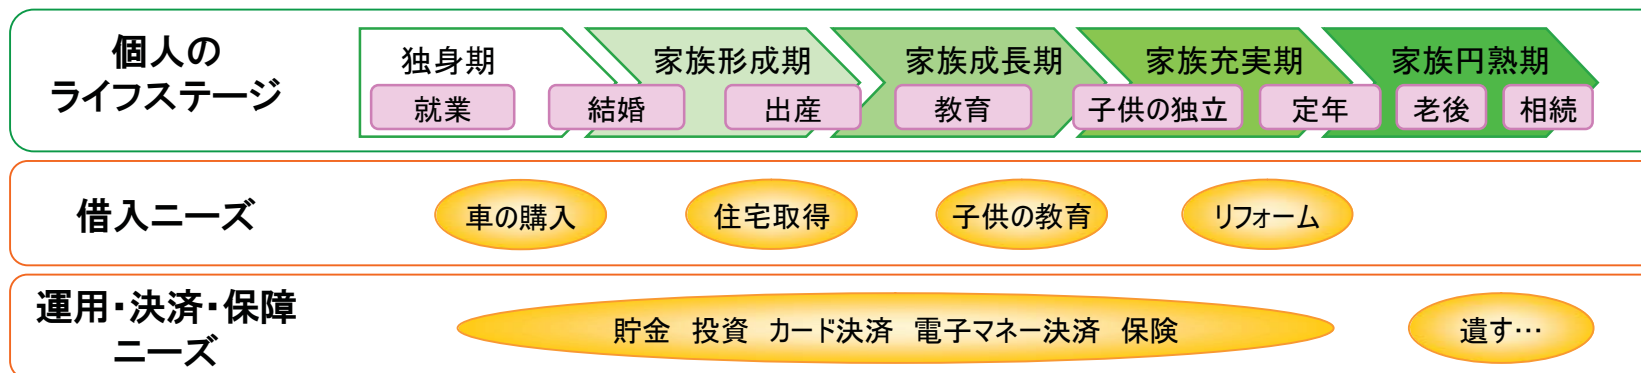 個人の
ライフステージ
独身期 家族形成期 家族成長期 家族充実期 家族円熟期
就業 結婚 出産 教育 子供の独立 定年 老後 相続
借入ニーズ
車の購入 住宅取得 子供の教育 リフォーム
運用・決済・保障
ニーズ
貯金 投資 カード決済 電子マネー決済 保険
遺す…